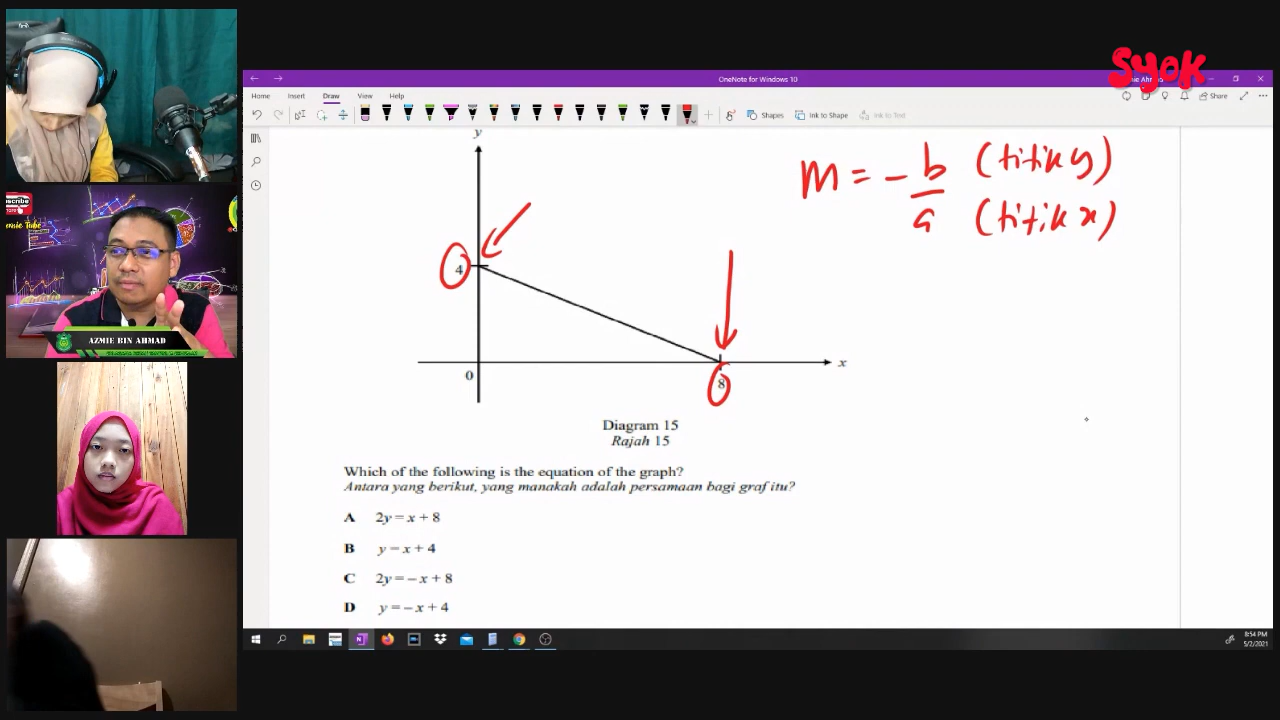 Syok
OneNote for Windows 10
Home Insert Draw View Help
Share
Shapes Ink to Shape Ink to Text
Subscribe
AZMIE BIN AHMAD
y
4
0
8
x
m = - b (titik y)
a (titik x)
Diagram 15
Rajah 15
Which of the following is the equation of the graph?
Antara yang berikut, yang manakah adalah persamaan bagi graf itu?
A 2y = x + 8
B y = x + 4
C 2y = – x + 8
D y = – x + 4
8:54 PM
5/2/2021